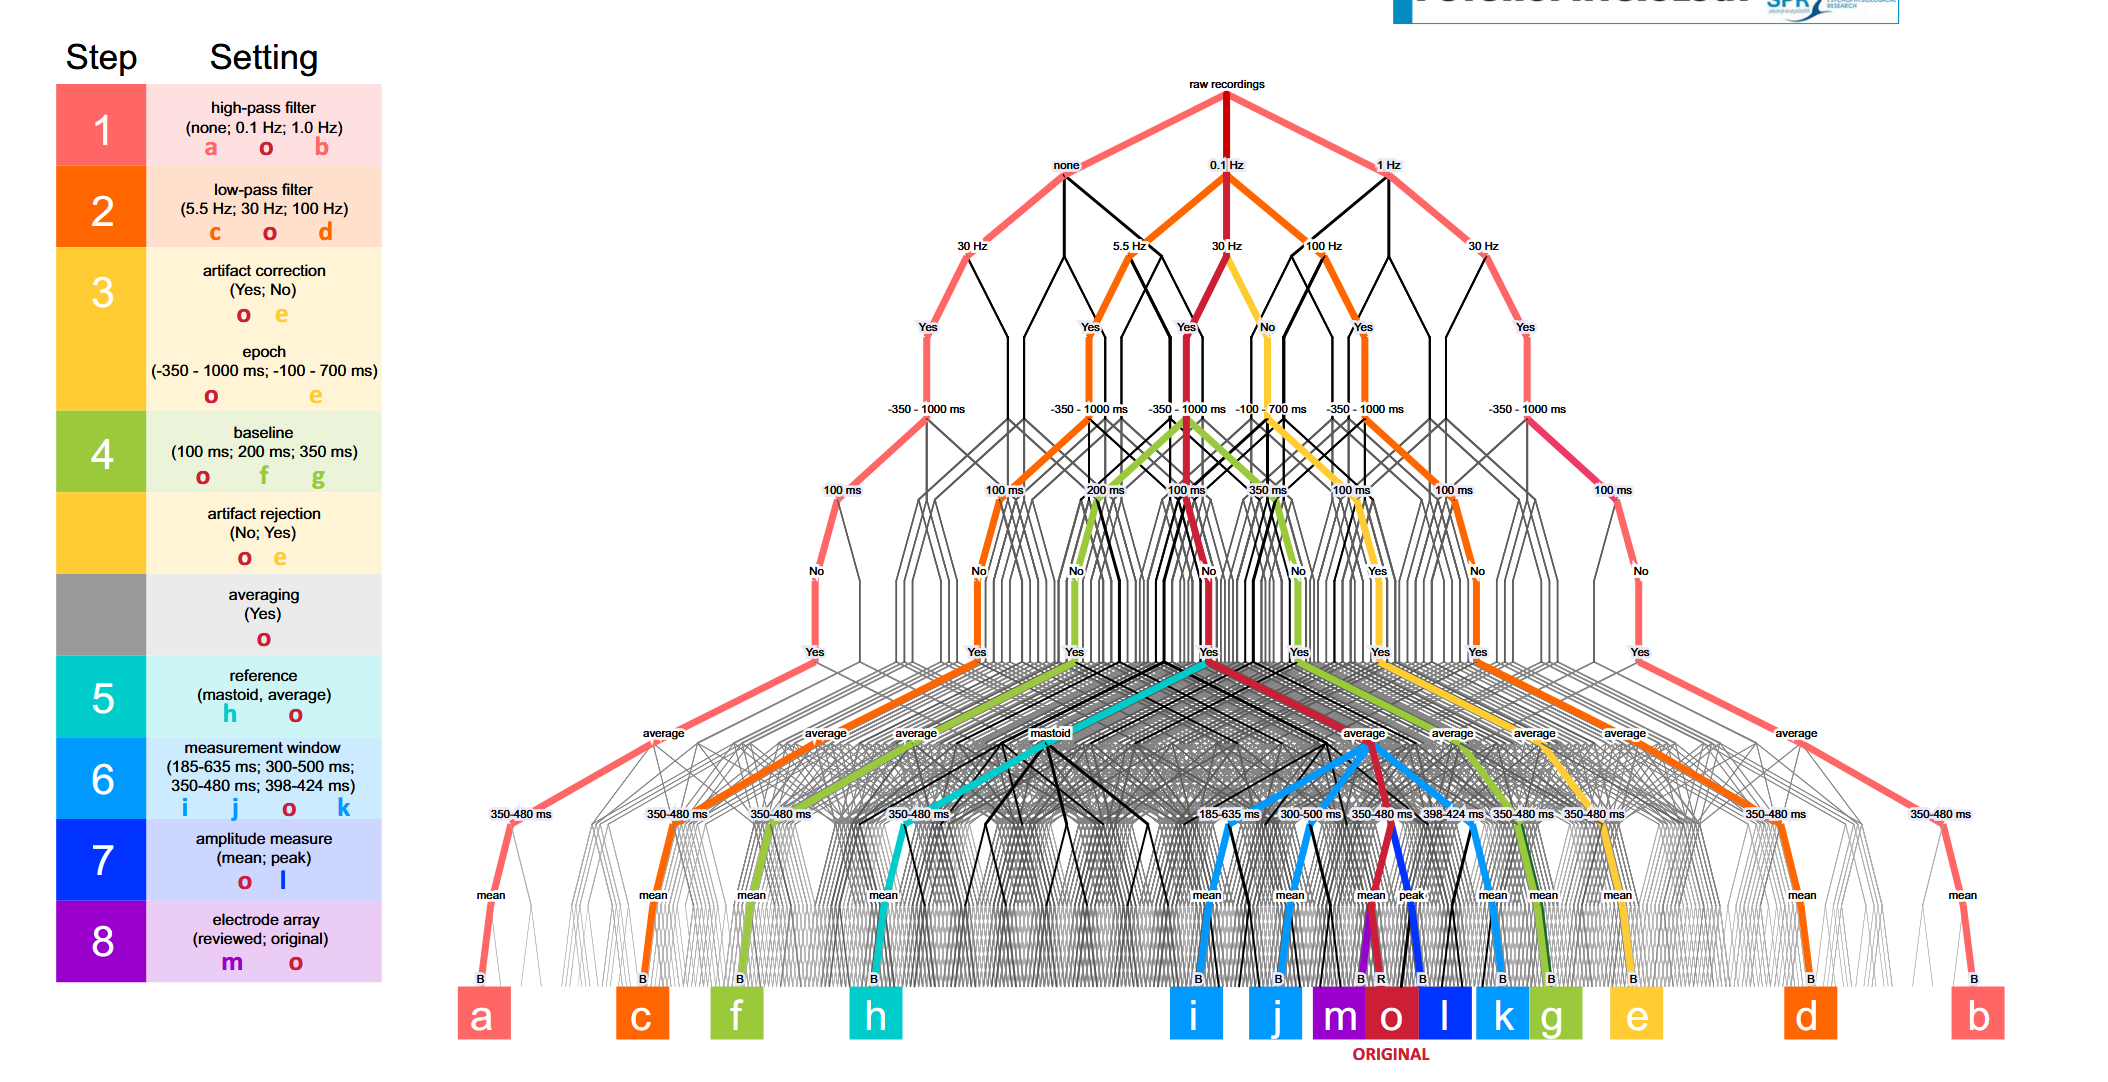 SPR
RESEARCH
Step Setting
1
high-pass filter
(none; 0.1 Hz; 1.0 Hz)
a o b
2
low-pass filter
(5.5 Hz; 30 Hz; 100 Hz)
c o d
3
artifact correction
(Yes; No)
o e
epoch
(-350 - 1000 ms; -100 - 700 ms)
o e
4
baseline
(100 ms; 200 ms; 350 ms)
o f g
artifact rejection
(No; Yes)
o e
averaging
(Yes)
o
5
reference
(mastoid, average)
h o
6
measurement window
(185-635 ms; 300-500 ms;
350-480 ms; 398-424 ms)
i j o k
7
amplitude measure
(mean; peak)
o l
8
electrode array
(reviewed; original)
m o
raw recordings
none 0.1 Hz 1 Hz
30 Hz 5.5 Hz 30 Hz 100 Hz 30 Hz
Yes Yes Yes No Yes Yes
-350 - 1000 ms -350 - 1000 ms -350 - 1000 ms -100 - 700 ms -350 - 1000 ms -350 - 1000 ms
100 ms 100 ms 200 ms 100 ms 350 ms 100 ms 100 ms 100 ms
No No No No No Yes No No
Yes Yes Yes Yes Yes Yes Yes Yes
average average average mastoid average average average average average
350-480 ms 350-480 ms 350-480 ms 350-480 ms 185-635 ms 300-500 ms 350-480 ms 398-424 ms 350-480 ms 350-480 ms 350-480 ms 350-480 ms
mean mean mean mean mean mean mean peak mean mean mean mean mean
B B B B B B B R B B B B B B
a c f h i j m o l k g e d b
ORIGINAL